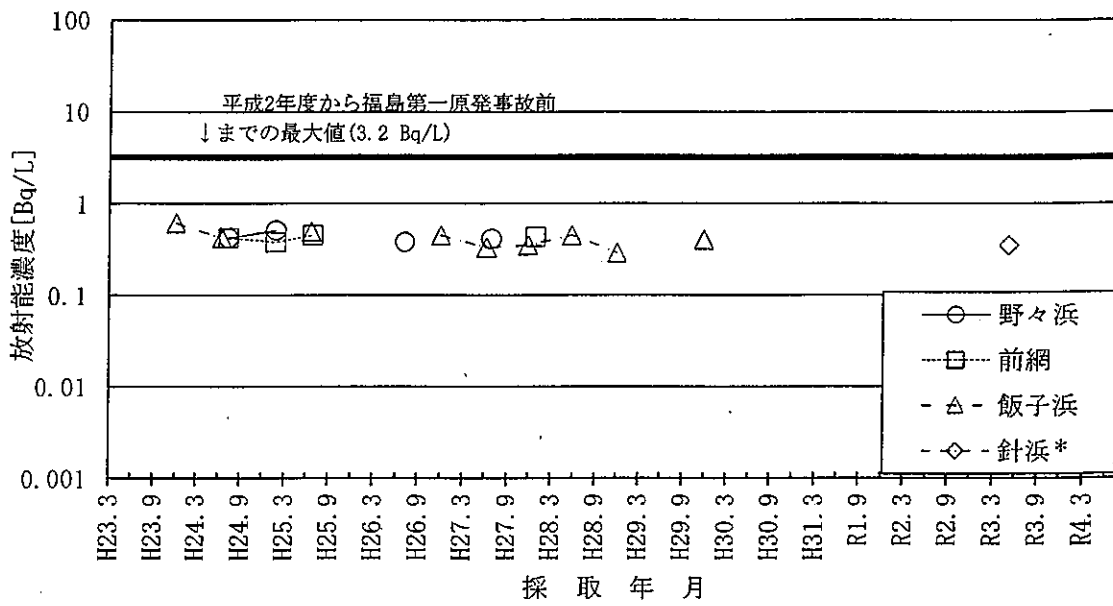 100
10
1
0.1
0.01
0.001
放射能濃度[Bq/L]
平成2年度から福島第一原発事故前
↓までの最大値(3.2 Bq/L)
野々浜
前網
飯子浜
針浜*
H23.3
H23.9
H24.3
H24.9
H25.3
H25.9
H26.3
H26.9
H27.3
H27.9
H28.3
H28.9
H29.3
H29.9
H30.3
H30.9
H31.3
R1.9
R2.3
R2.9
R3.3
R3.9
R4.3
採 取 年 月